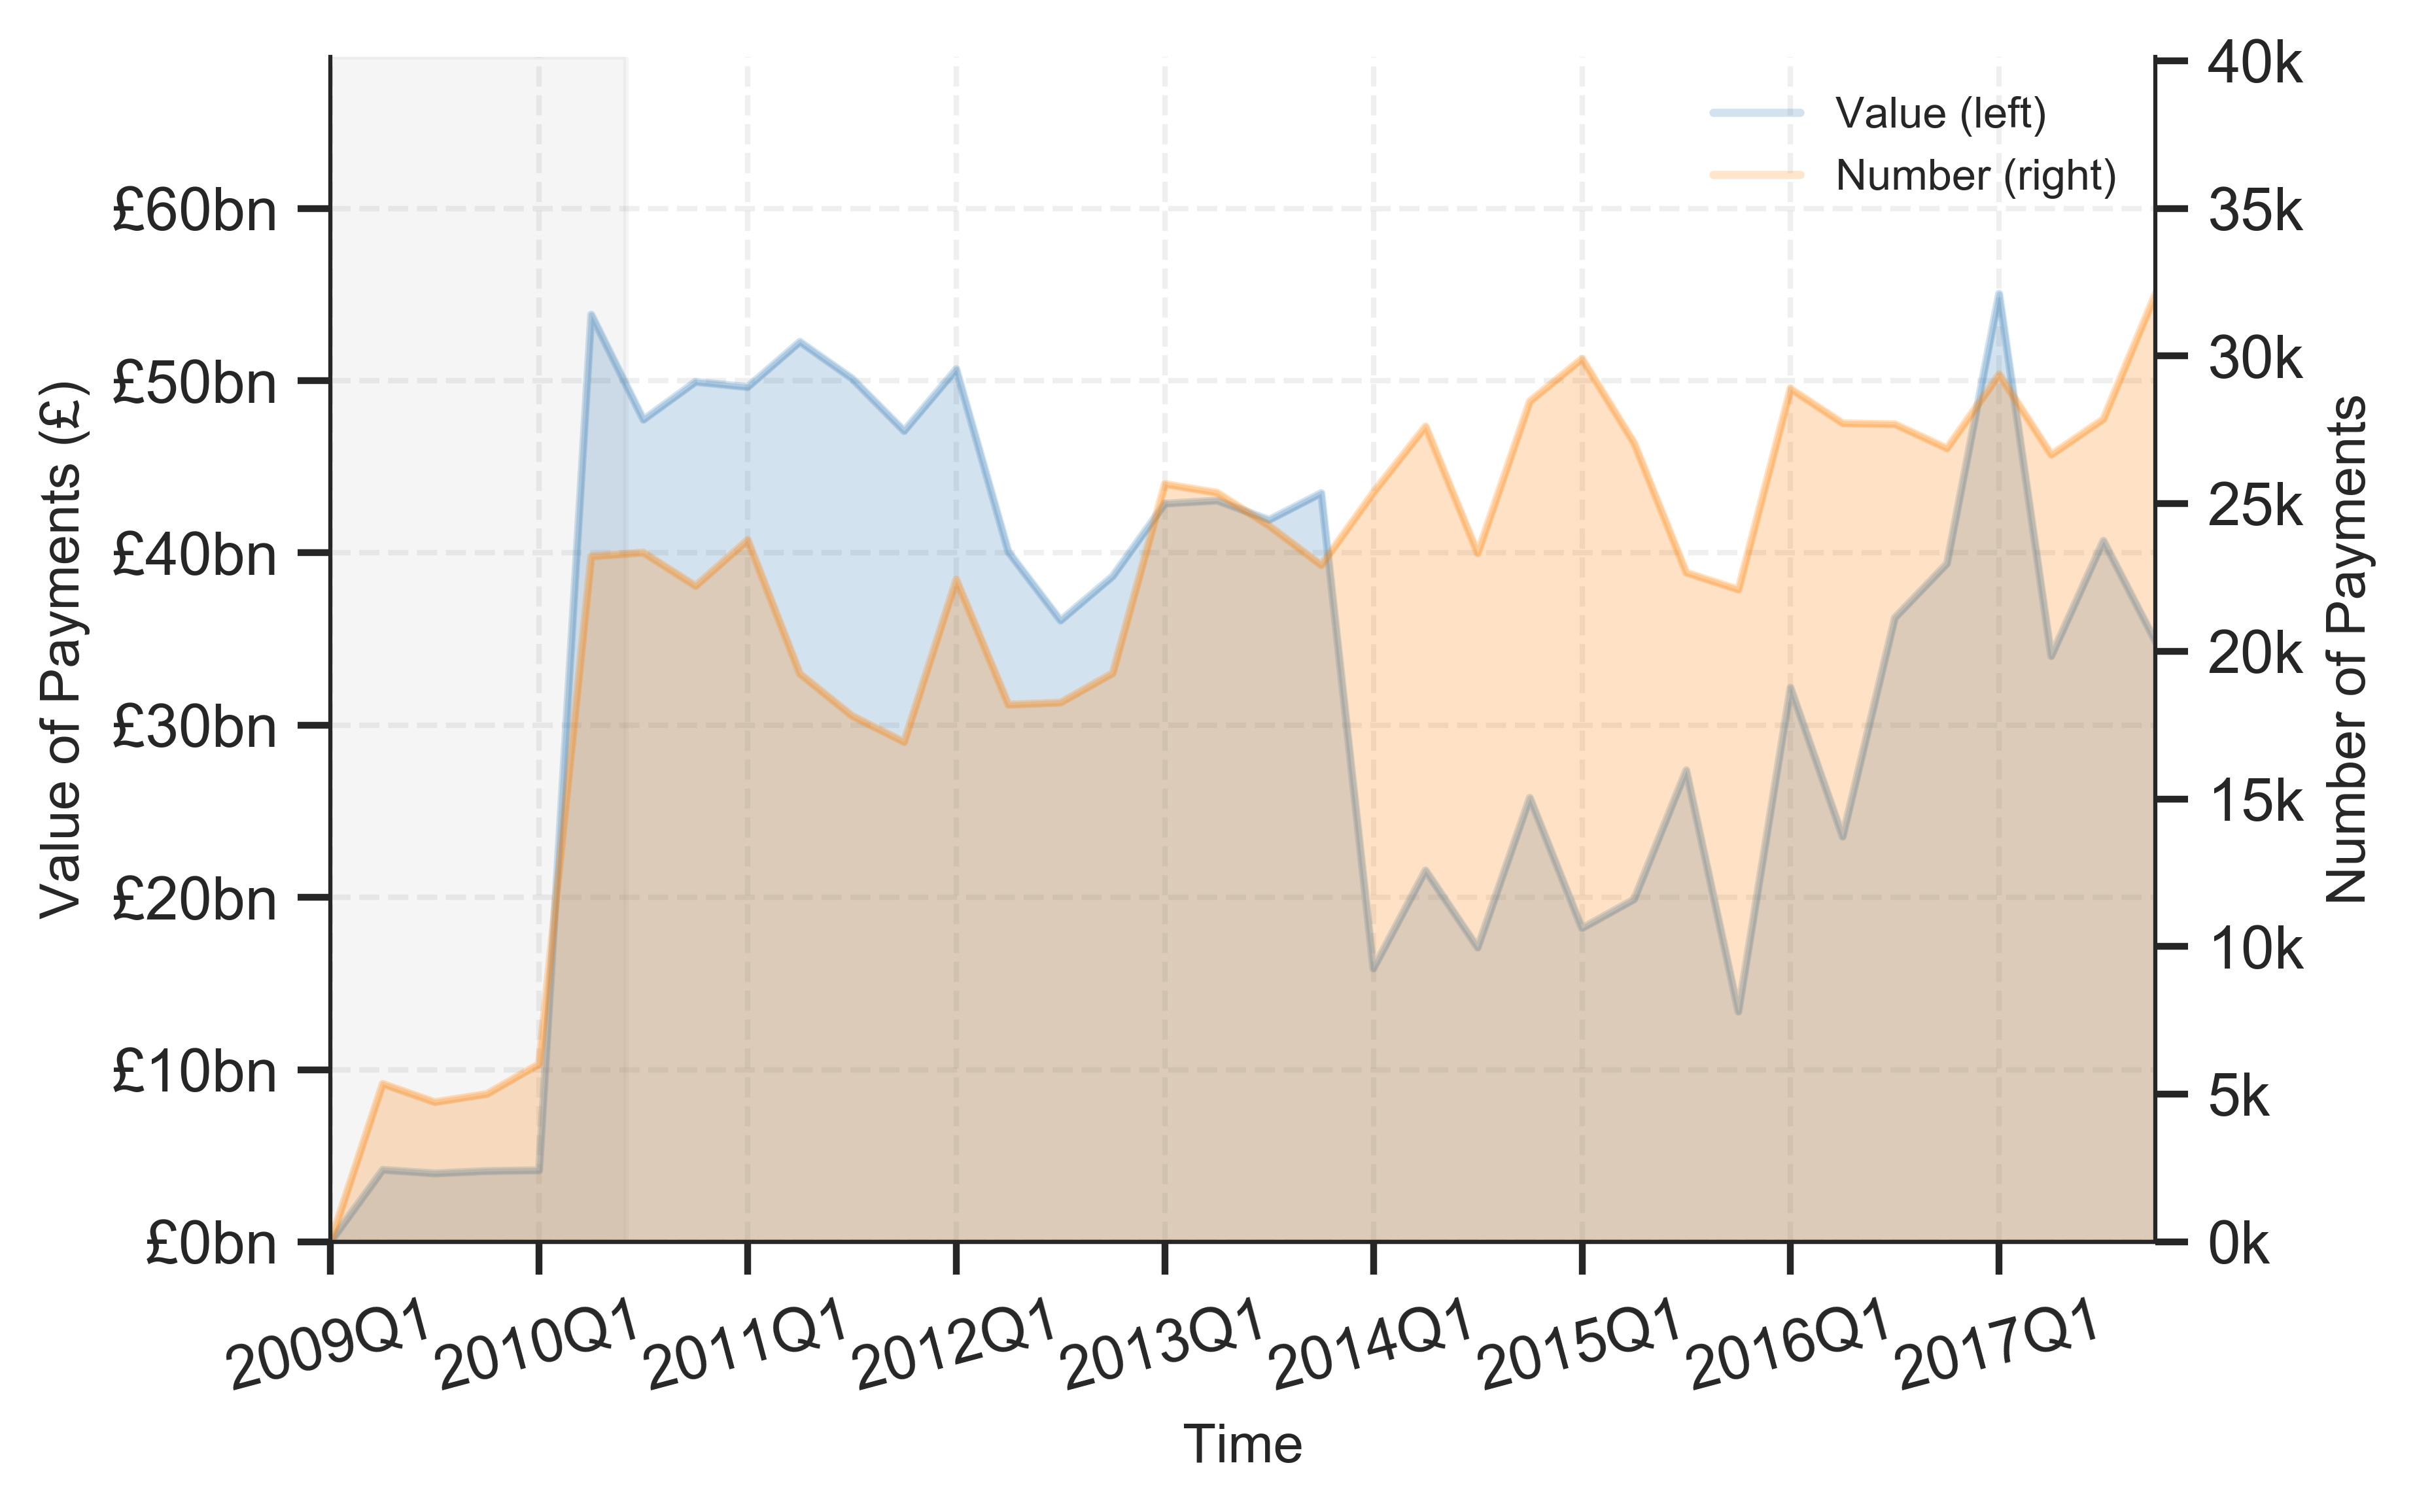 Value (left)
Number (right)
Value of Payments (£)
£60bn
£50bn
£40bn
£30bn
£20bn
£10bn
£0bn
40k
35k
30k
25k
20k
15k
10k
5k
0k
Number of Payments
2009Q1 2010Q1 2011Q1 2012Q1 2013Q1 2014Q1 2015Q1 2016Q1 2017Q1
Time